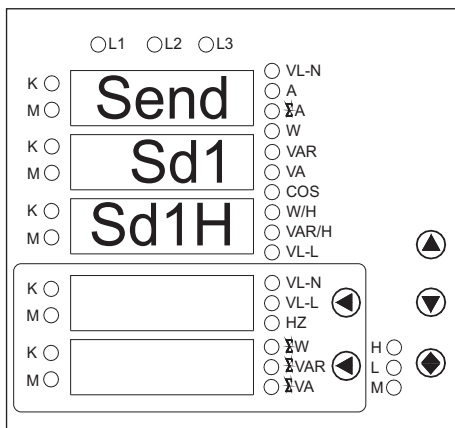 L1 L2 L3
K VL-N
Send A
M ΣA
W
K VAR
Sd1 VA
M COS
K W/H
Sd1H VAR/H
M VL-L
K VL-N
VL-L
M HZ
K ΣW H
ΣVAR L
M ΣVA M